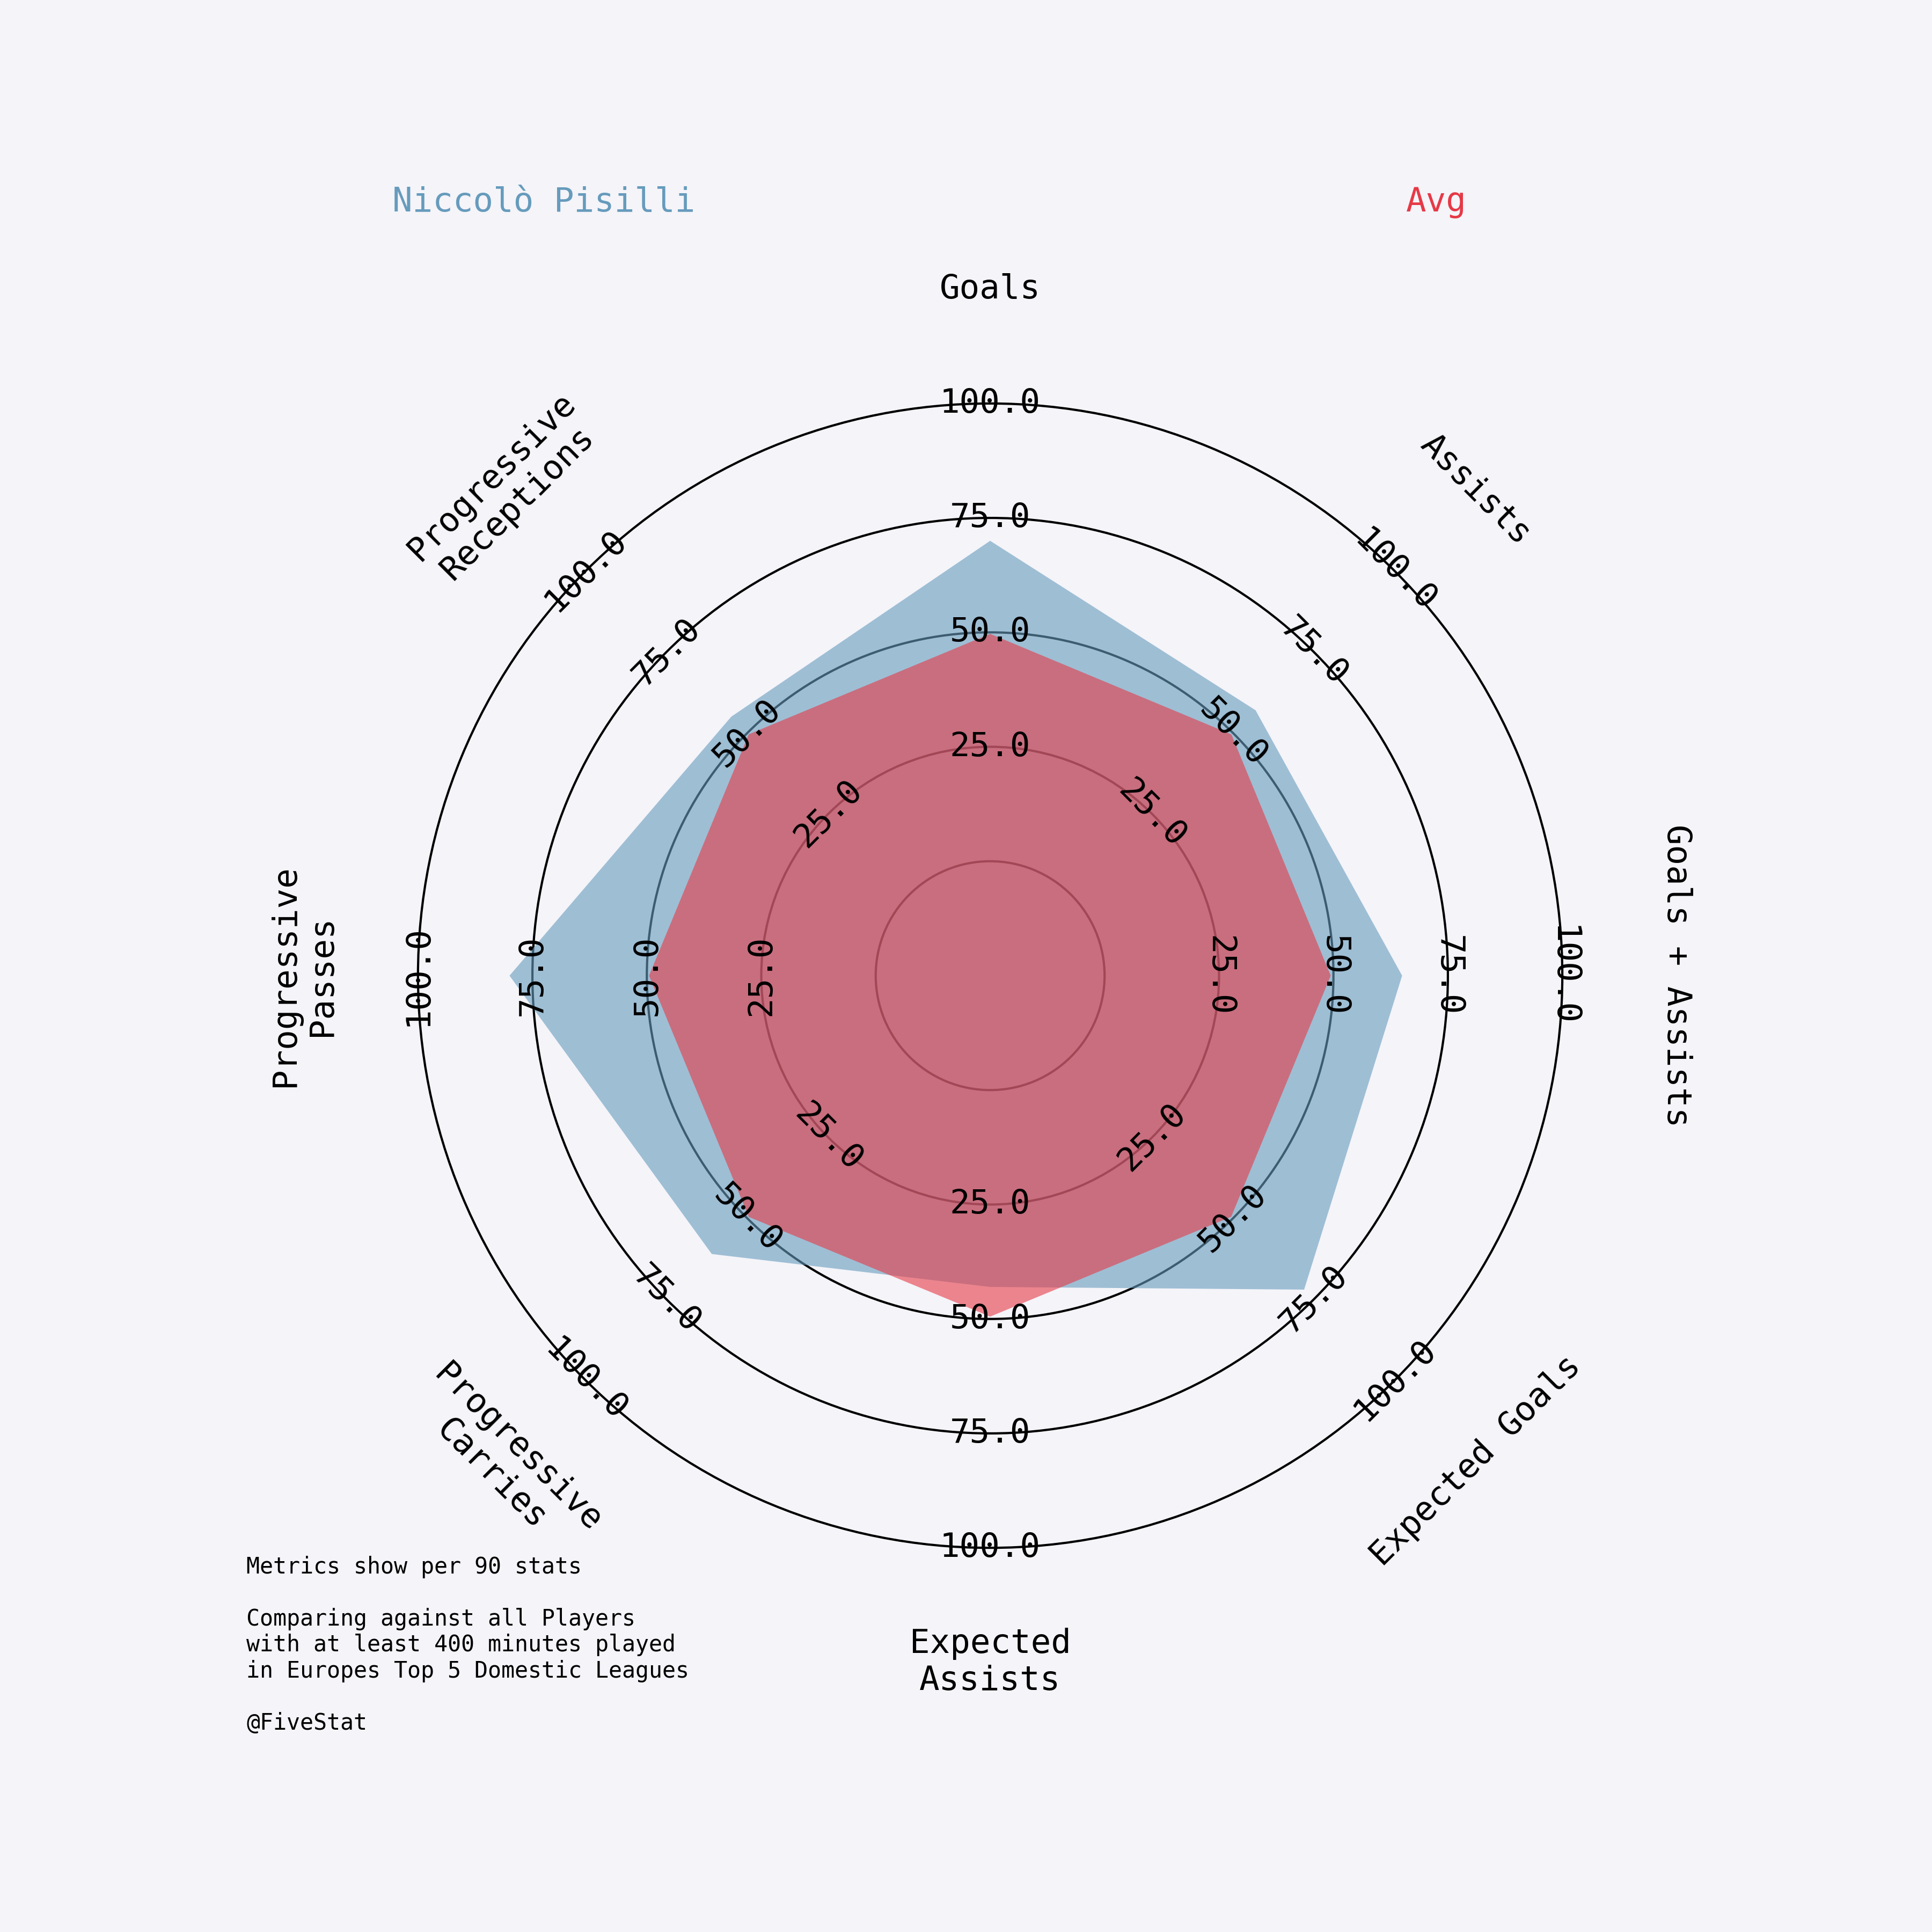 Niccolò Pisilli
Avg
Goals
Assists
Goals + Assists
Expected Goals
Expected
Assists
Progressive
Carries
Progressive
Passes
Progressive
Receptions
25.0
50.0
75.0
100.0
25.0
50.0
75.0
100.0
25.0
50.0
75.0
100.0
25.0
50.0
75.0
100.0
25.0
50.0
75.0
100.0
25.0
50.0
75.0
100.0
25.0
50.0
75.0
100.0
25.0
50.0
75.0
100.0
Metrics show per 90 stats
Comparing against all Players
with at least 400 minutes played
in Europes Top 5 Domestic Leagues
@FiveStat